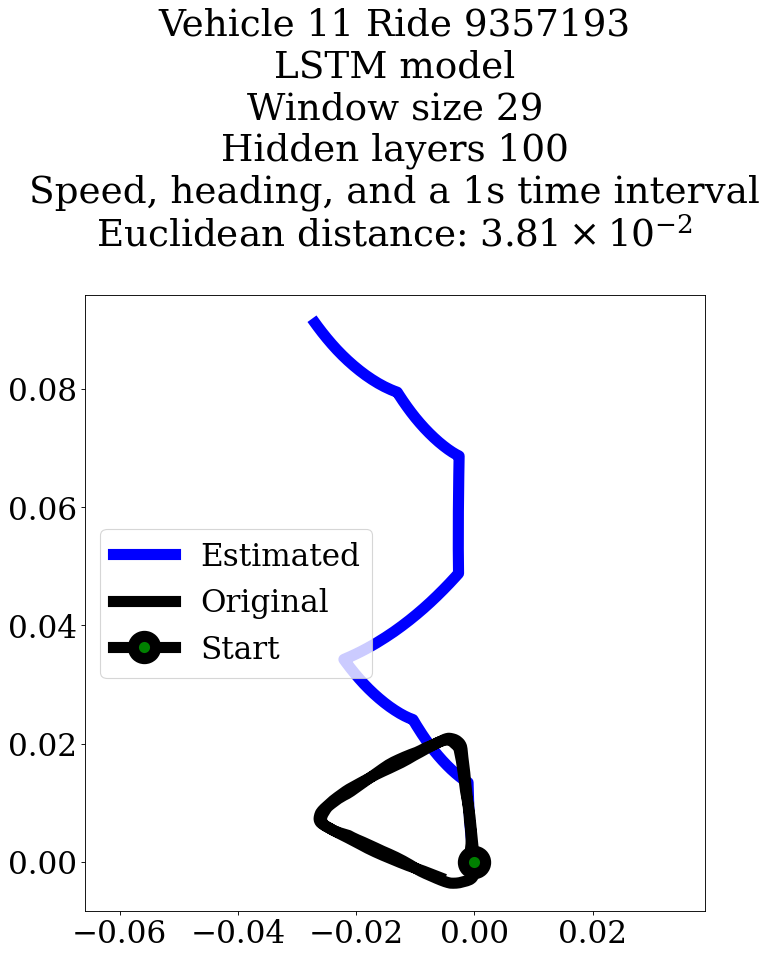 Vehicle 11 Ride 9357193
LSTM model
Window size 29
Hidden layers 100
Speed, heading, and a 1s time interval
Euclidean distance: 3.81 × 10⁻²
0.08
0.06
0.04
0.02
0.00
Estimated
Original
Start
−0.06 −0.04 −0.02 0.00 0.02